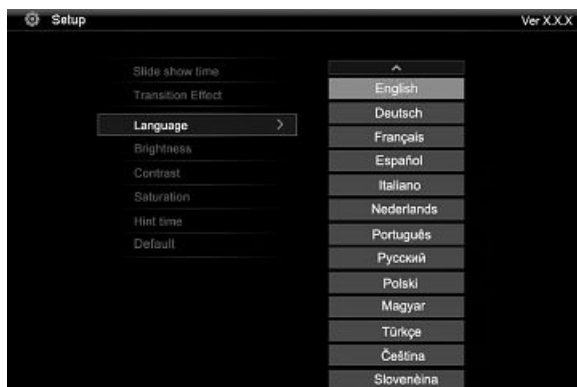 Setup
Ver X.X.X
Slide show time
Transition Effect
Language
Brightness
Contrast
Saturation
Hint time
Default
English
Deutsch
Français
Español
Italiano
Nederlands
Português
Русский
Polski
Magyar
Türkçe
Čeština
Slovenèina